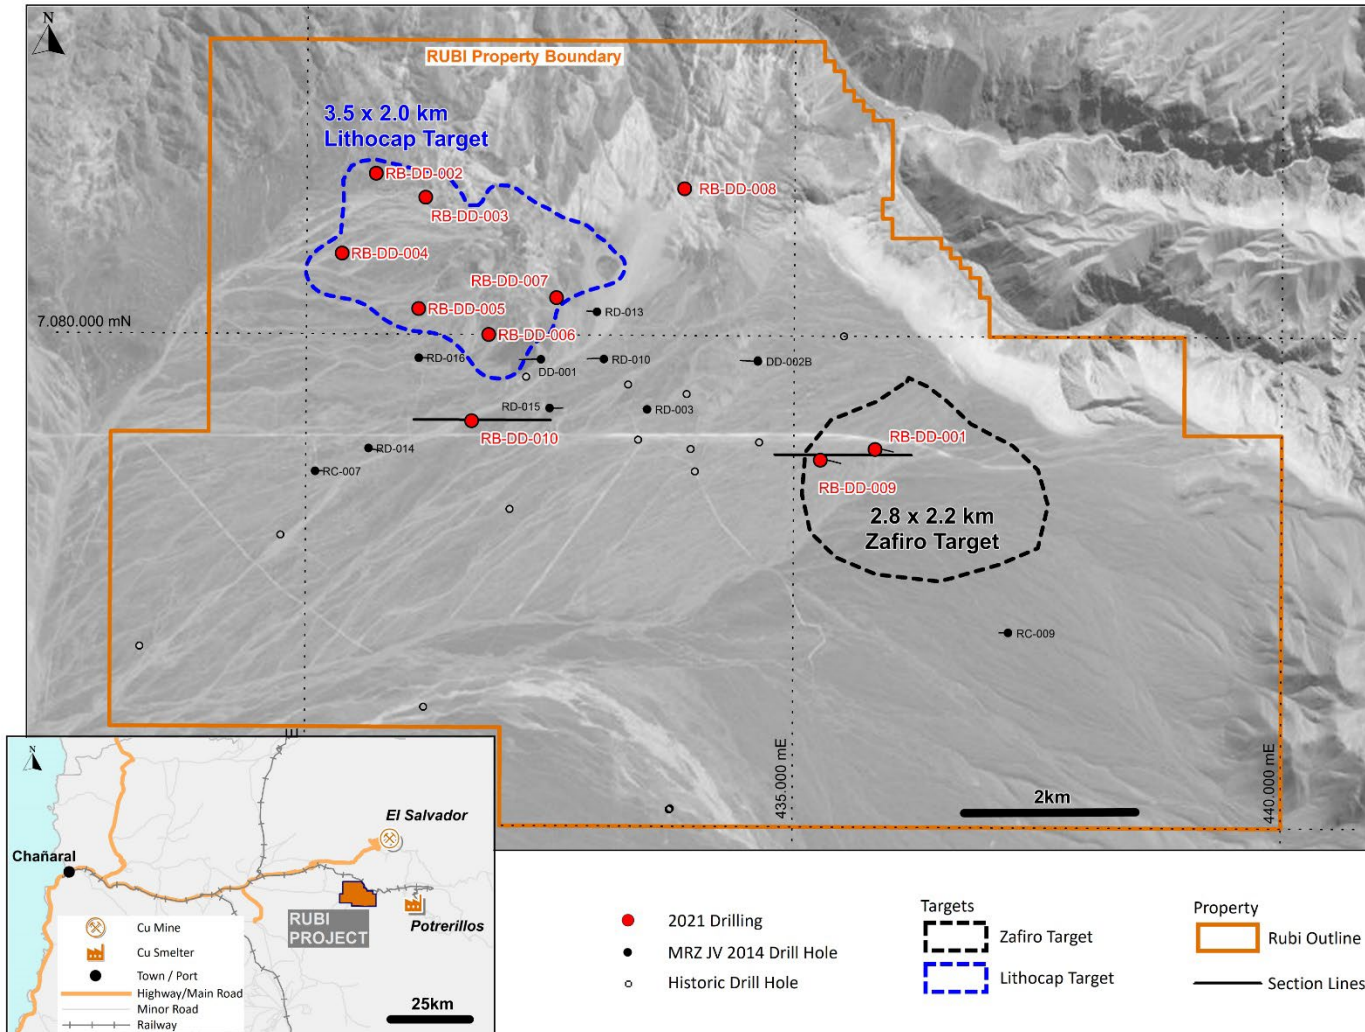 N
RUBI Property Boundary
3.5 x 2.0 km
Lithocap Target
RB-DD-002
RB-DD-003
RB-DD-008
RB-DD-004
RB-DD-007
RB-DD-005
RD-013
7.080.000 mN
RB-DD-006
RD-016
DD-001
RD-010
DD-002B
RD-015
RD-003
RB-DD-010
RB-DD-001
RD-014
RC-007
RB-DD-009
2.8 x 2.2 km
Zafiro Target
RC-009
435.000 mE
440.000 mE
2km
N
El Salvador
Chañaral
RUBI
PROJECT
Potrerillos
Cu Mine
Cu Smelter
Town / Port
Highway/Main Road
Minor Road
Railway
25km
2021 Drilling
MRZ JV 2014 Drill Hole
Historic Drill Hole
Targets
Zafiro Target
Lithocap Target
Property
Rubi Outline
Section Lines